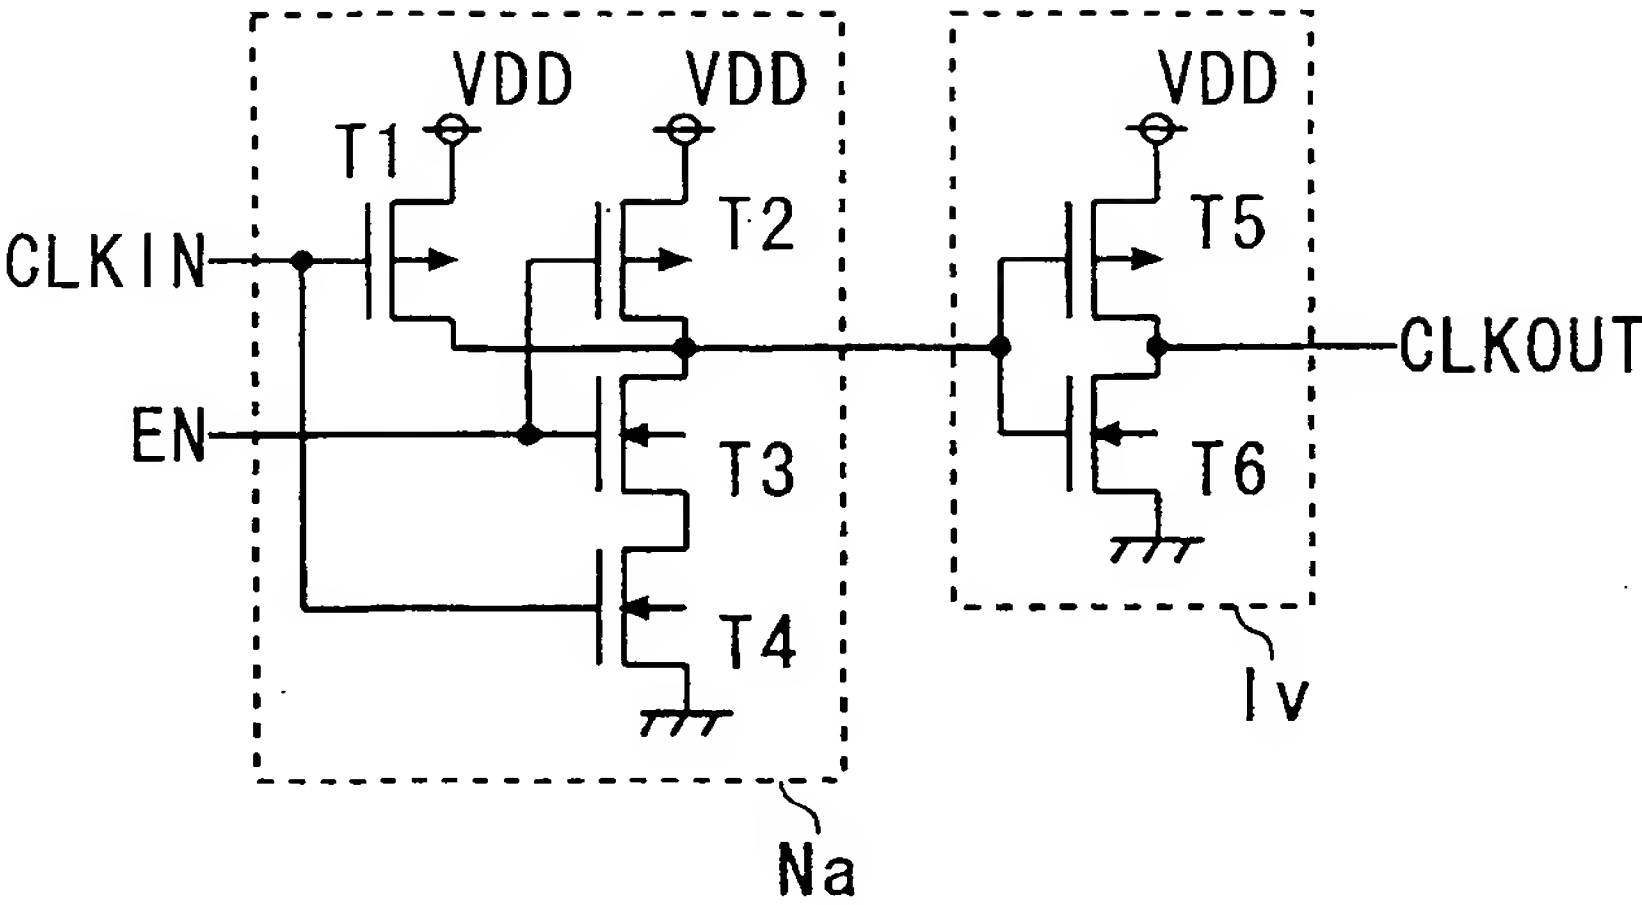 VDD VDD VDD
T1
T2 T5
CLKIN
CLKOUT
EN
T3 T6
T4
Iv
Na